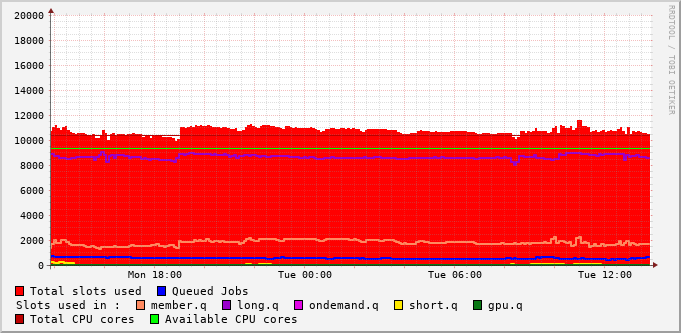 20000
18000
16000
14000
12000
10000
8000
6000
4000
2000
0
Mon 18:00 Tue 00:00 Tue 06:00 Tue 12:00
Total slots used Queued Jobs
Slots used in : member.q long.q ondemand.q short.q gpu.q
Total CPU cores Available CPU cores
RRDTOOL / TOBI OETIKER